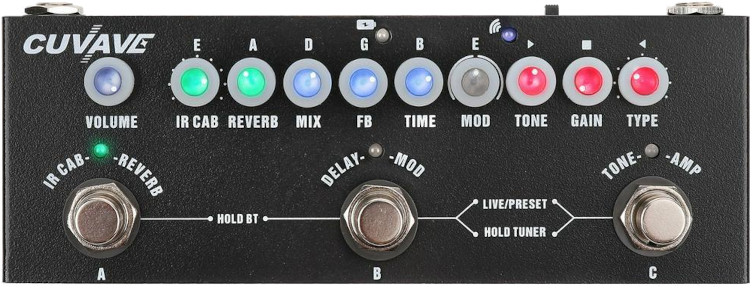 CUVAVE
E A D G B E
VOLUME IR CAB REVERB MIX FB TIME MOD TONE GAIN TYPE
IR CAB-REVERB DELAY-MOD TONE-AMP
HOLD BT LIVE/PRESET
HOLD TUNER
A B C